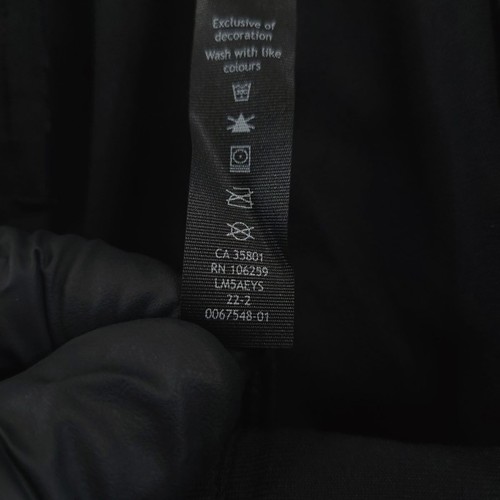 Exclusive of
decoration
Wash with like
colours
CA 35801
RN 106259
LM5AEYS
22-2
0067548-01